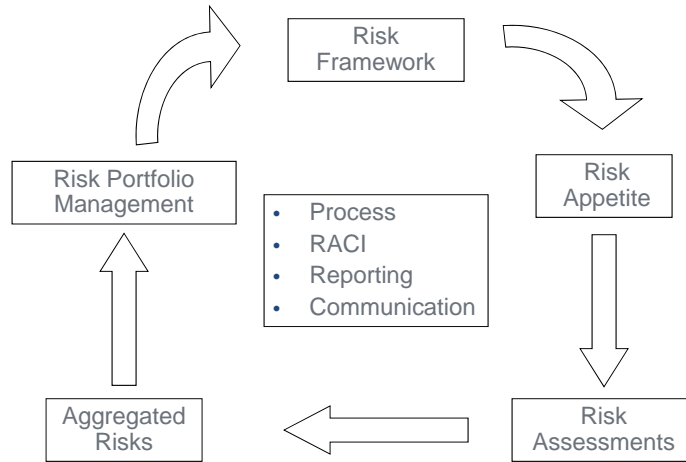 Risk
Framework
Risk Portfolio
Management
Risk
Appetite
• Process
• RACI
• Reporting
• Communication
Aggregated
Risks
Risk
Assessments